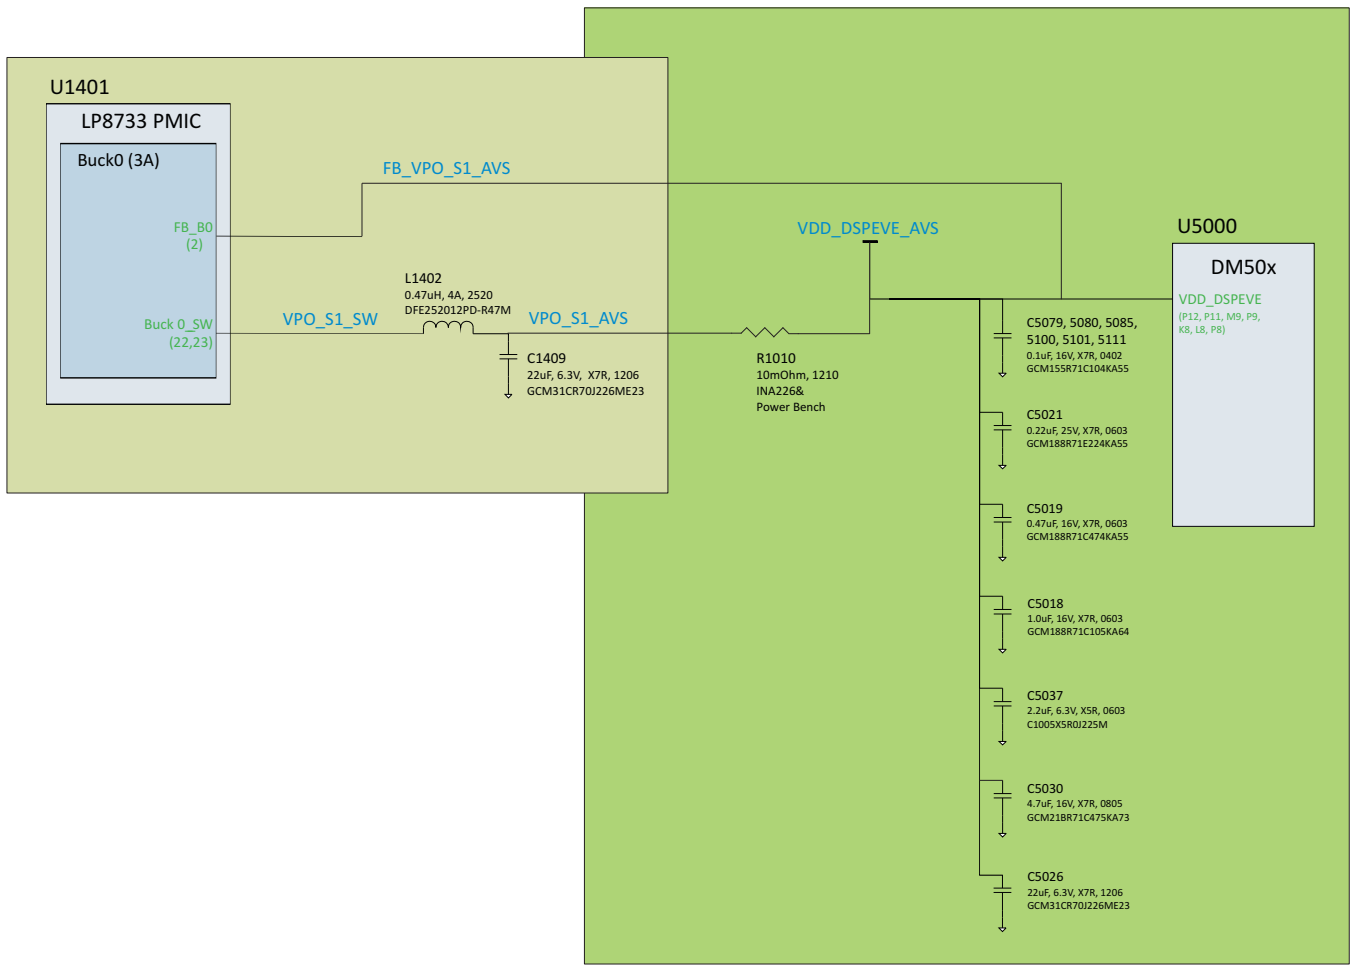 U1401
LP8733 PMIC
Buck0 (3A)
FB_B0
(2)
Buck 0_SW
(22,23)
FB_VPO_S1_AVS
VPO_S1_SW
L1402
0.47uH, 4A, 2520
DFE252012PD-R47M
VPO_S1_AVS
C1409
22uF, 6.3V, X7R, 1206
GCM31CR70J226ME23
R1010
10mOhm, 1210
INA226&
Power Bench
VDD_DSPEVE_AVS
U5000
DM50x
VDD_DSPEVE
(P12, P11, M9, P9,
K8, L8, P8)
C5079, 5080, 5085,
5100, 5101, 5111
0.1uF, 16V, X7R, 0402
GCM155R71C104KA55
C5021
0.22uF, 25V, X7R, 0603
GCM188R71E224KA55
C5019
0.47uF, 16V, X7R, 0603
GCM188R71C474KA55
C5018
1.0uF, 16V, X7R, 0603
GCM188R71C105KA64
C5037
2.2uF, 6.3V, X5R, 0603
C1005X5R0J225M
C5030
4.7uF, 16V, X7R, 0805
GCM21BR71C475KA73
C5026
22uF, 6.3V, X7R, 1206
GCM31CR70J226ME23